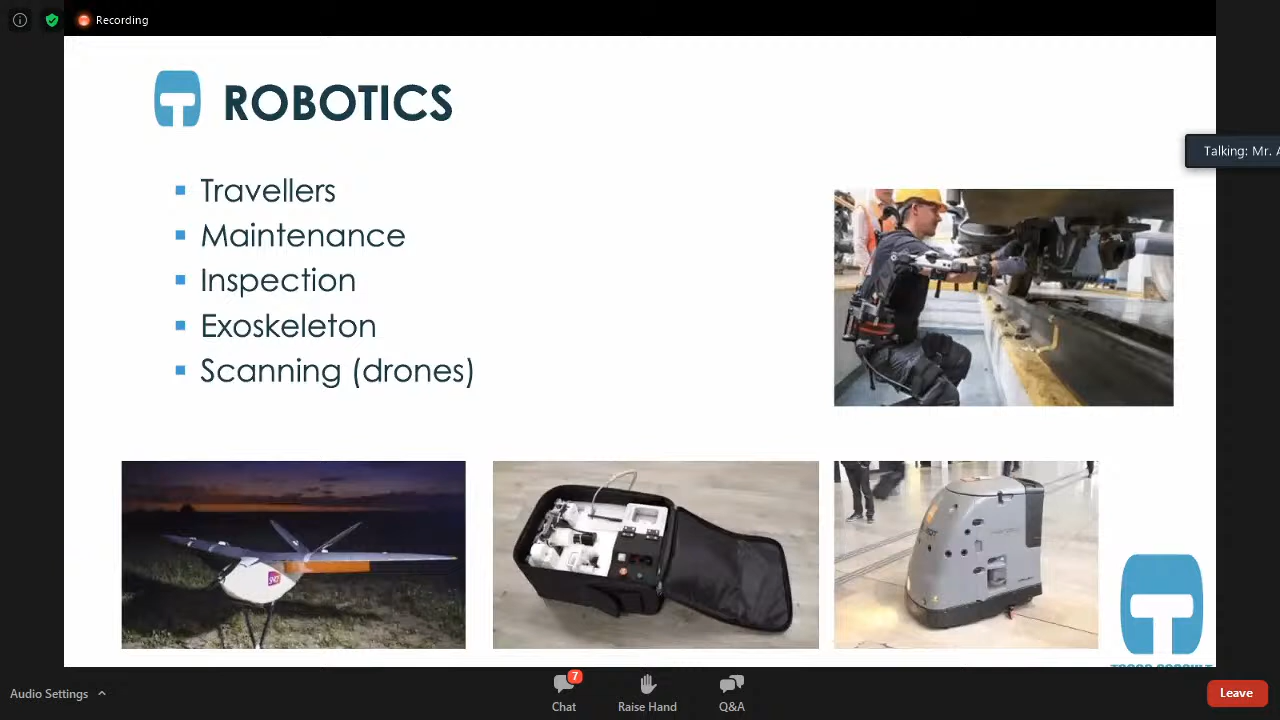 Recording
ROBOTICS
Talking: Mr. A
Travellers
Maintenance
Inspection
Exoskeleton
Scanning (drones)
Audio Settings
7
Chat
Raise Hand
Q&A
Leave